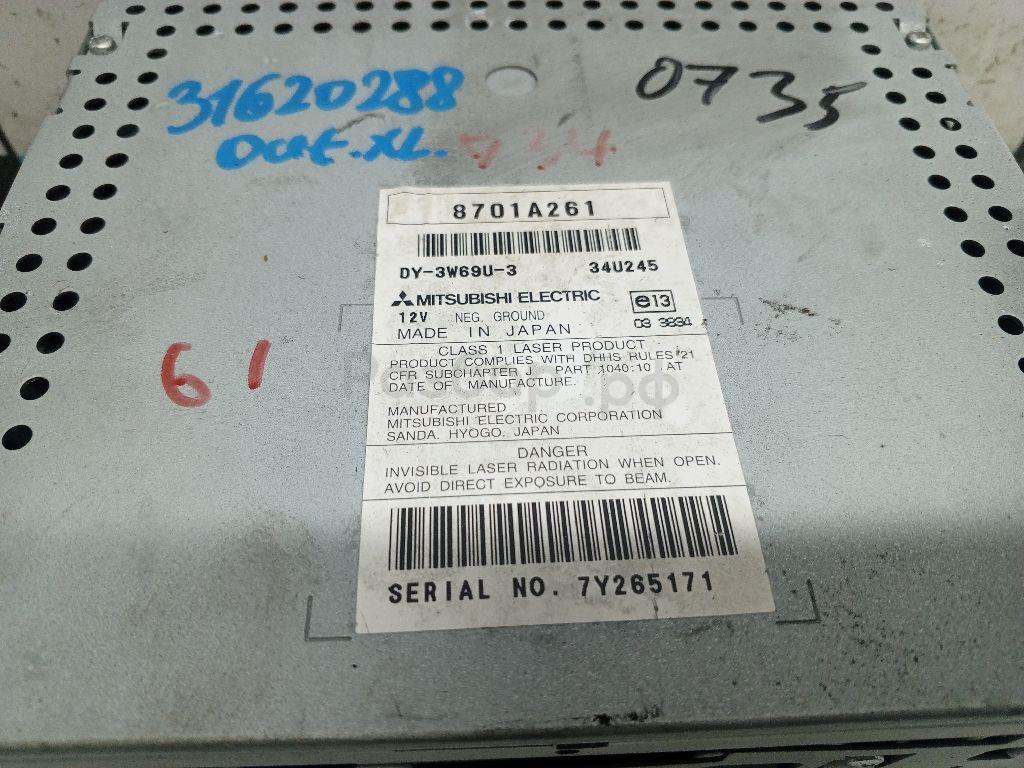 31620288
0735
Out.XL.
734
8701A261
DY-3W69U-3 34U245
MITSUBISHI ELECTRIC e13
12V NEG. GROUND 03 3834
MADE IN JAPAN
CLASS 1 LASER PRODUCT
PRODUCT COMPLIES WITH DHHS RULES 21
CFR SUBCHAPTER J, PART 1040:10, AT
DATE OF MANUFACTURE.
MANUFACTURED
MITSUBISHI ELECTRIC CORPORATION
SANDA. HYOGO. JAPAN
61
DANGER
INVISIBLE LASER RADIATION WHEN OPEN.
AVOID DIRECT EXPOSURE TO BEAM.
SERIAL NO. 7Y265171